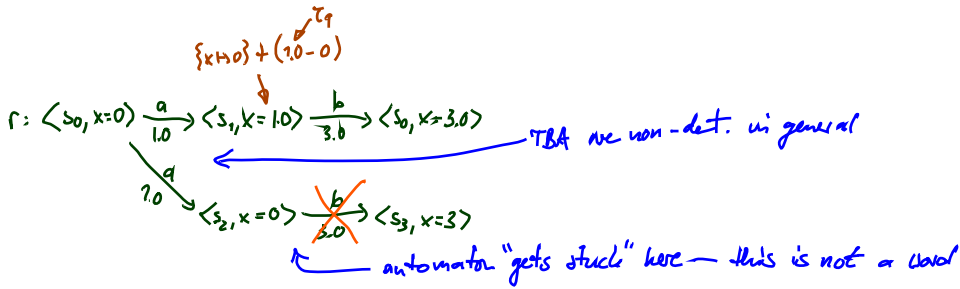 τ₁
{x↦0} + (1.0 - 0)
r: ⟨s₀, x=0⟩ —a/1.0→ ⟨s₁, x=1.0⟩ —b/3.0→ ⟨s₀, x=3.0⟩
TBA are non-det. in general
a
1.0
⟨s₂, x=0⟩ —b/3.0→ ⟨s₃, x=3⟩
automaton "gets stuck" here — this is not a word